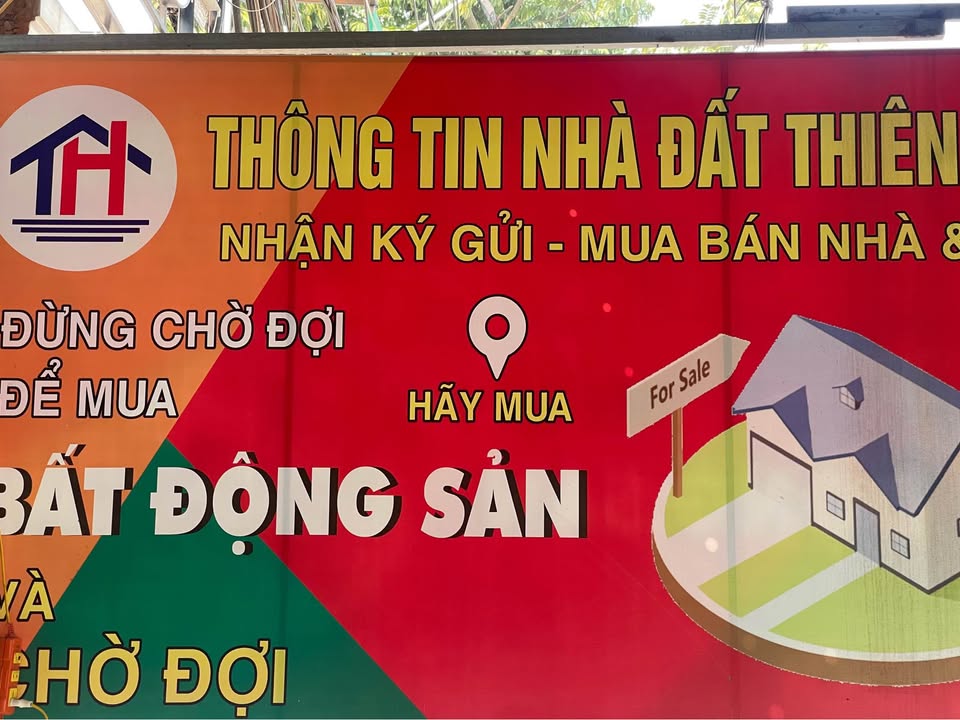 TH
THÔNG TIN NHÀ ĐẤT THIÊN
NHẬN KÝ GỬI - MUA BÁN NHÀ &
ĐỪNG CHỜ ĐỢI
ĐỂ MUA
HÃY MUA
For Sale
BẤT ĐỘNG SẢN
VÀ
CHỜ ĐỢI